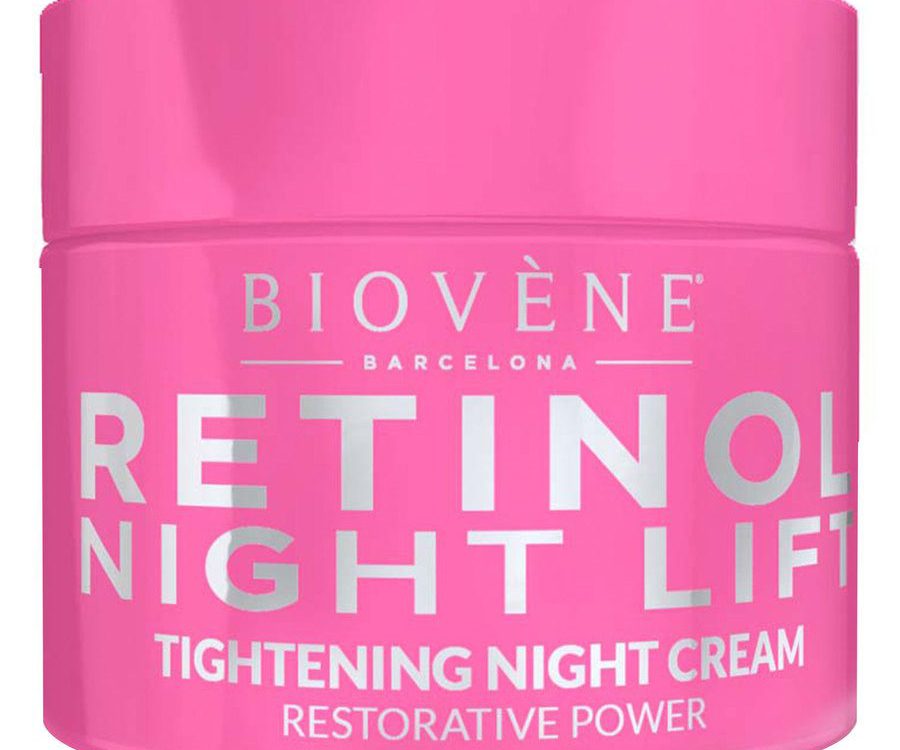 BIOVÈNE®
BARCELONA
RETINOL
NIGHT LIFT
TIGHTENING NIGHT CREAM
RESTORATIVE POWER